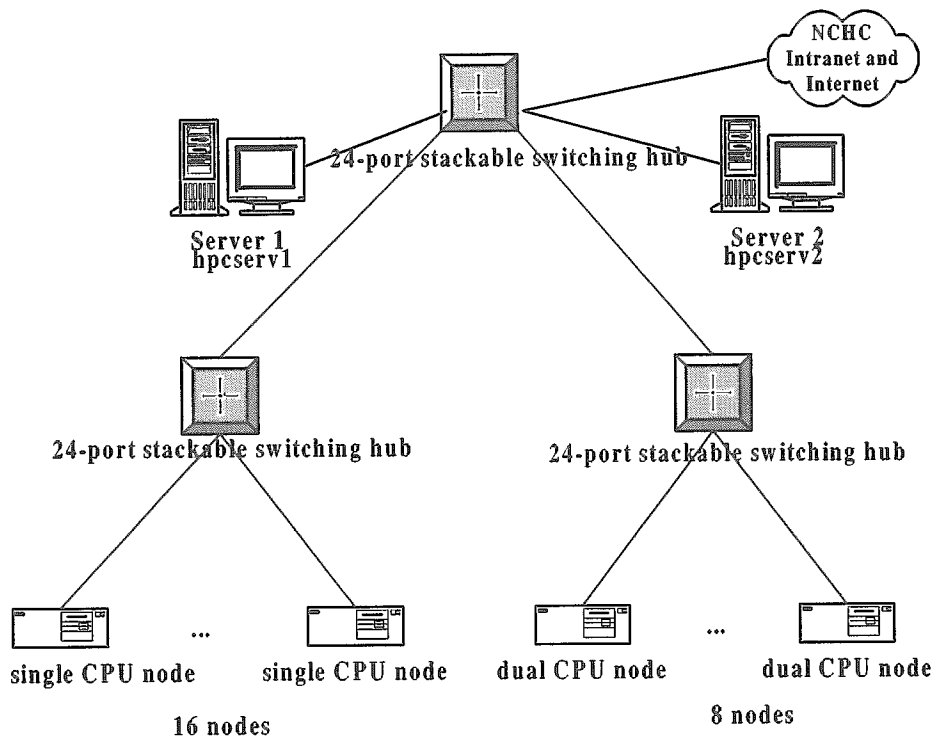 NCHC
Intranet and
Internet
24-port stackable switching hub
Server 1
hpcserv1
Server 2
hpcserv2
24-port stackable switching hub
24-port stackable switching hub
...
...
single CPU node
single CPU node
dual CPU node
dual CPU node
16 nodes
8 nodes